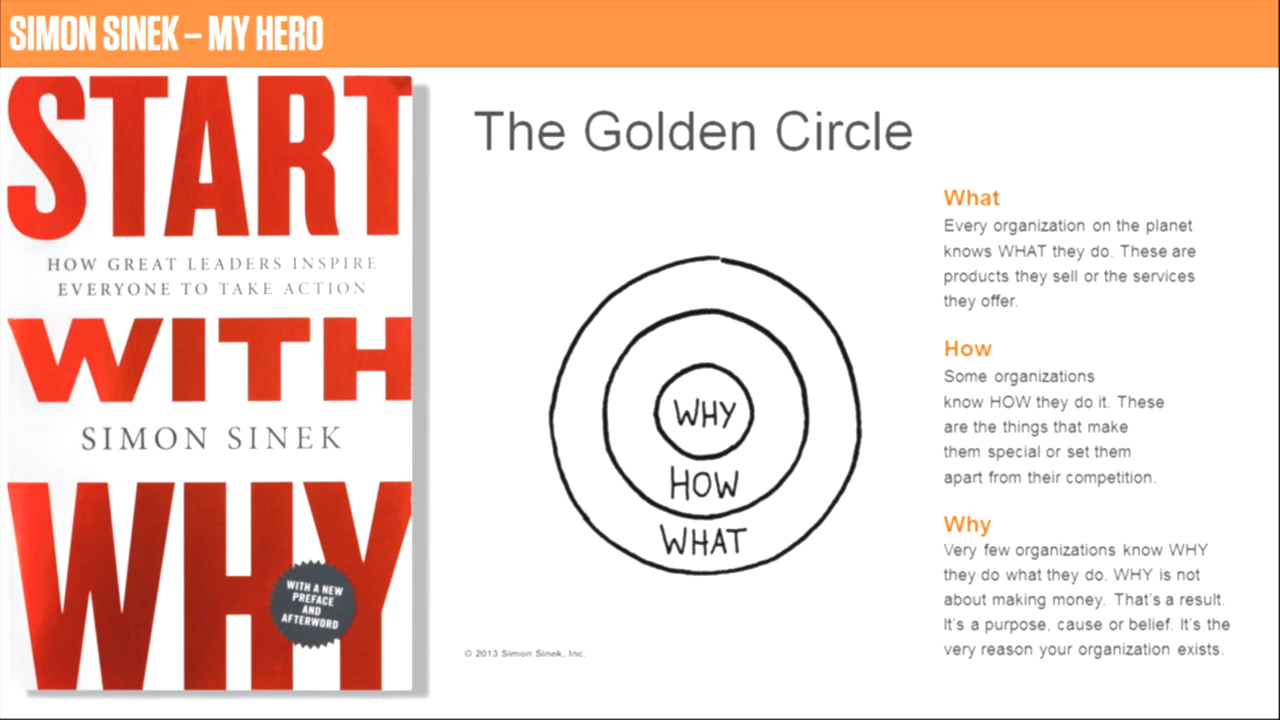 SIMON SINEK – MY HERO
START
HOW GREAT LEADERS INSPIRE
EVERYONE TO TAKE ACTION
WITH
SIMON SINEK
WHY
WITH A NEW
PREFACE
AND
AFTERWORD
The Golden Circle
WHY
HOW
WHAT
© 2013 Simon Sinek, Inc.
What
Every organization on the planet
knows WHAT they do. These are
products they sell or the services
they offer.
How
Some organizations
know HOW they do it. These
are the things that make
them special or set them
apart from their competition.
Why
Very few organizations know WHY
they do what they do. WHY is not
about making money. That's a result.
It's a purpose, cause or belief. It's the
very reason your organization exists.